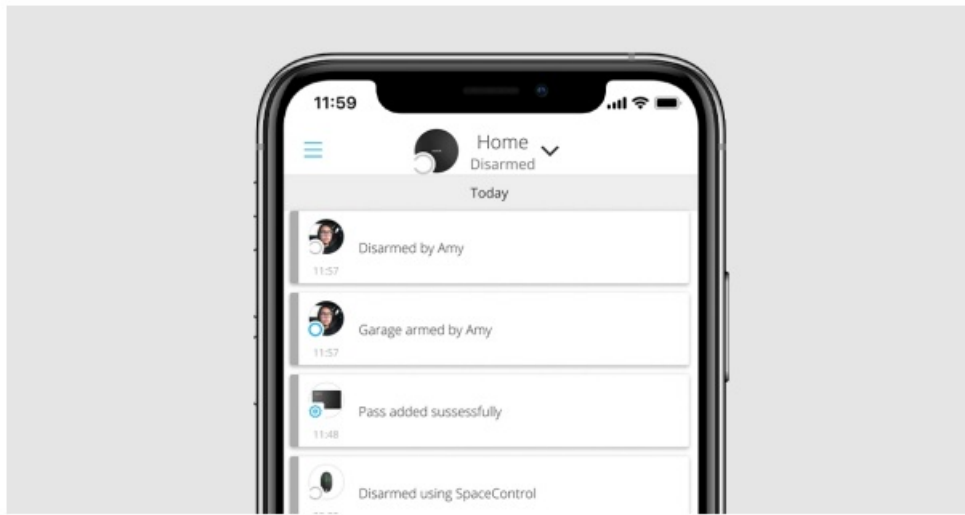 11:59
Home
Disarmed
Today
Disarmed by Amy
11:57
Garage armed by Amy
11:57
Pass added sussessfully
11:48
Disarmed using SpaceControl